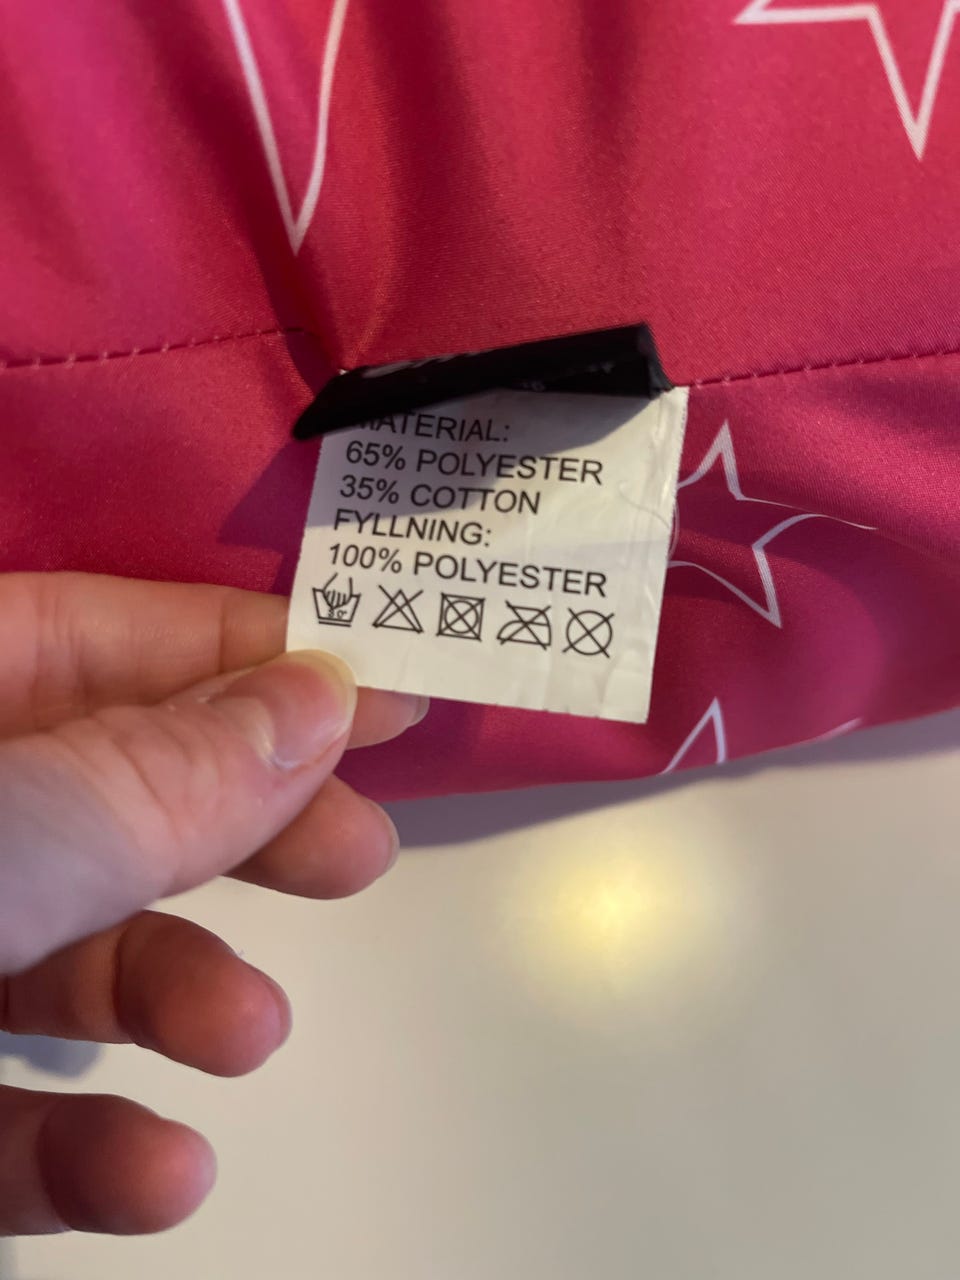 MATERIAL:
65% POLYESTER
35% COTTON
FYLLNING:
100% POLYESTER
30°